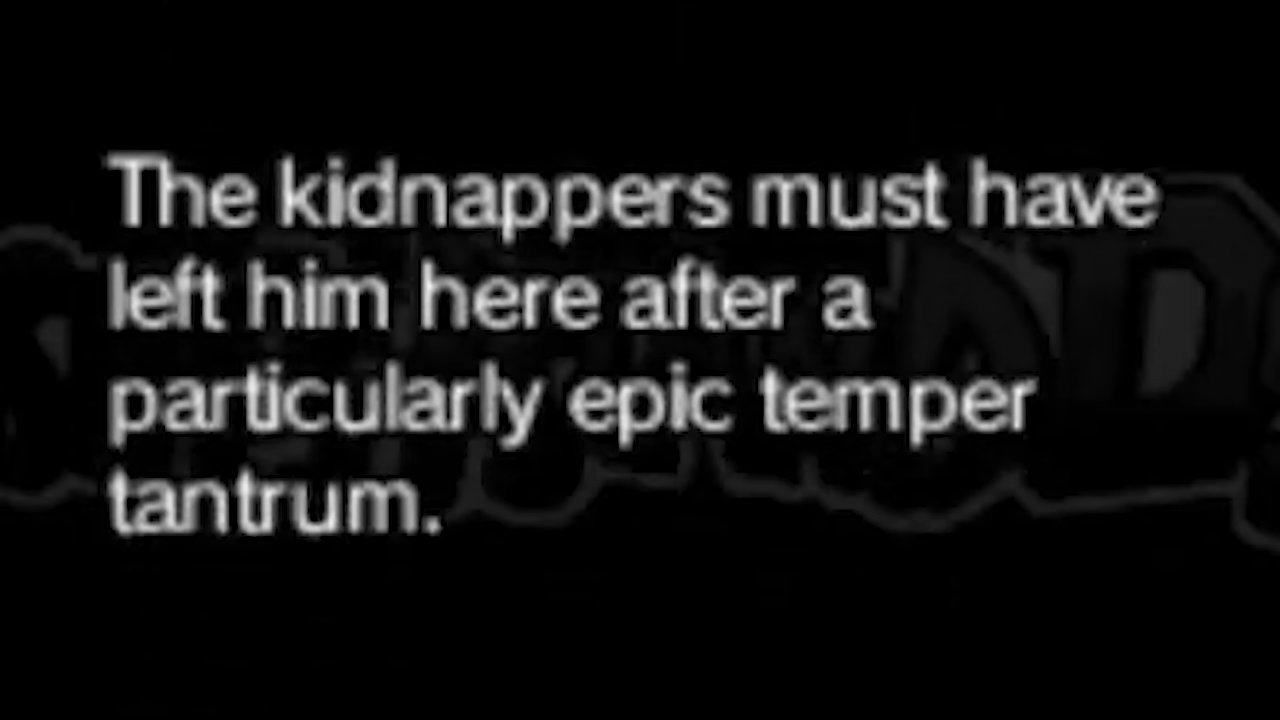 The kidnappers must have
left him here after a
particularly epic temper
tantrum.